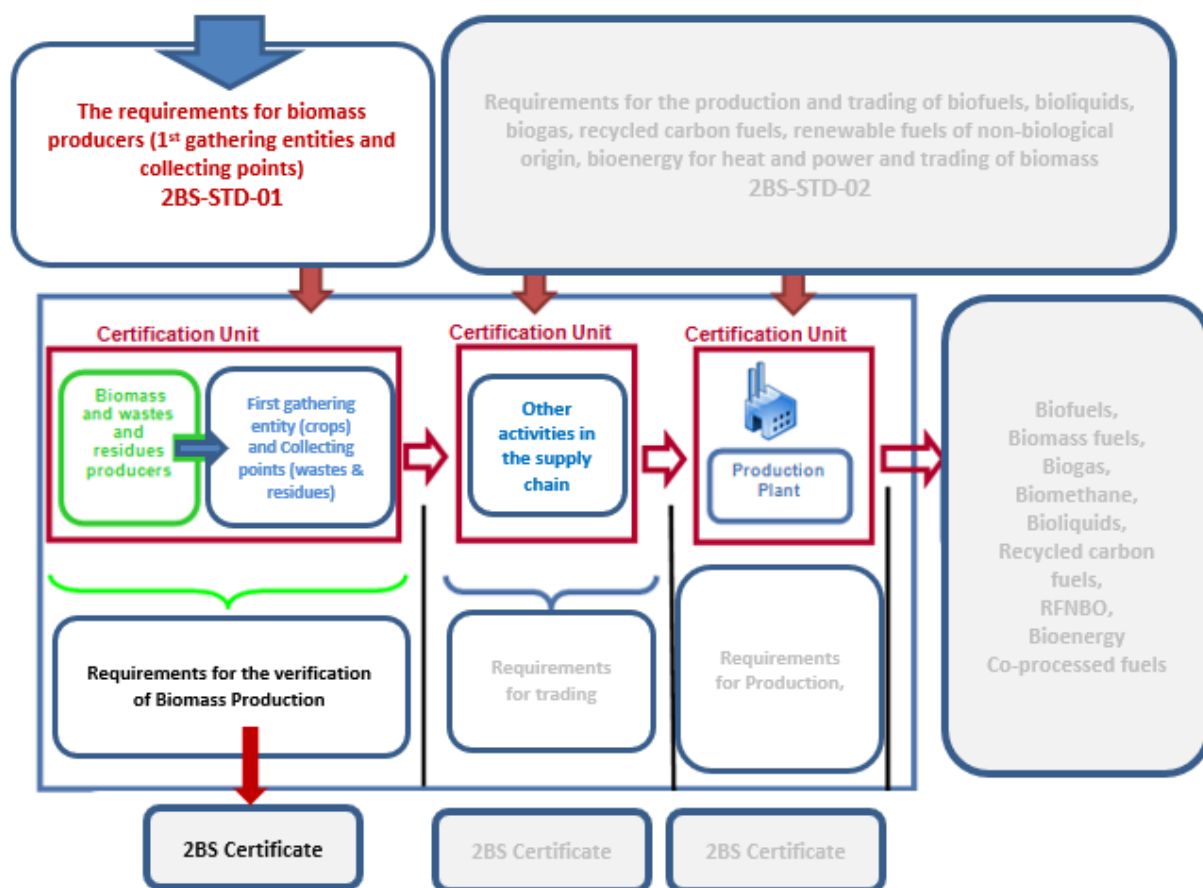 The requirements for biomass
producers (1st gathering entities and
collecting points)
2BS-STD-01
Requirements for the production and trading of biofuels, bioliquids,
biogas, recycled carbon fuels, renewable fuels of non-biological
origin, bioenergy for heat and power and trading of biomass
2BS-STD-02
Certification Unit
Biomass
and wastes
and
residues
producers
First gathering
entity (crops)
and Collecting
points (wastes &
residues)
Certification Unit
Other
activities in
the supply
chain
Certification Unit
Production
Plant
Biofuels,
Biomass fuels,
Biogas,
Biomethane,
Bioliquids,
Recycled carbon
fuels,
RFNBO,
Bioenergy
Co-processed fuels
Requirements for the verification
of Biomass Production
Requirements
for trading
Requirements
for Production,
2BS Certificate
2BS Certificate
2BS Certificate